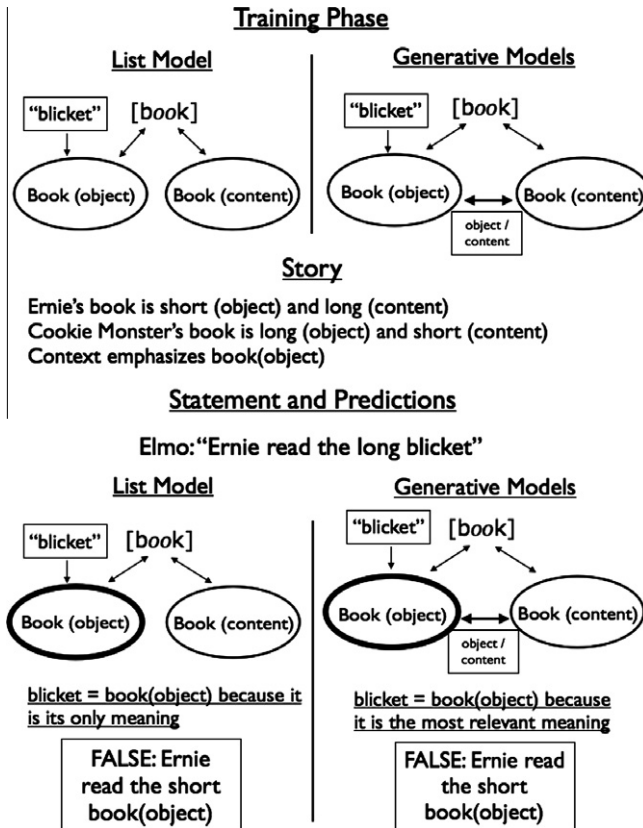 Training Phase
List Model
"blicket"
[book]
Book (object)
Book (content)
Generative Models
"blicket"
[book]
Book (object)
Book (content)
object /
content
Story
Ernie's book is short (object) and long (content)
Cookie Monster's book is long (object) and short (content)
Context emphasizes book(object)
Statement and Predictions
Elmo: "Ernie read the long blicket"
List Model
"blicket"
[book]
Book (object)
Book (content)
blicket = book(object) because it
is its only meaning
FALSE: Ernie
read the short
book(object)
Generative Models
"blicket"
[book]
Book (object)
Book (content)
object /
content
blicket = book(object) because
it is the most relevant meaning
FALSE: Ernie read
the short
book(object)